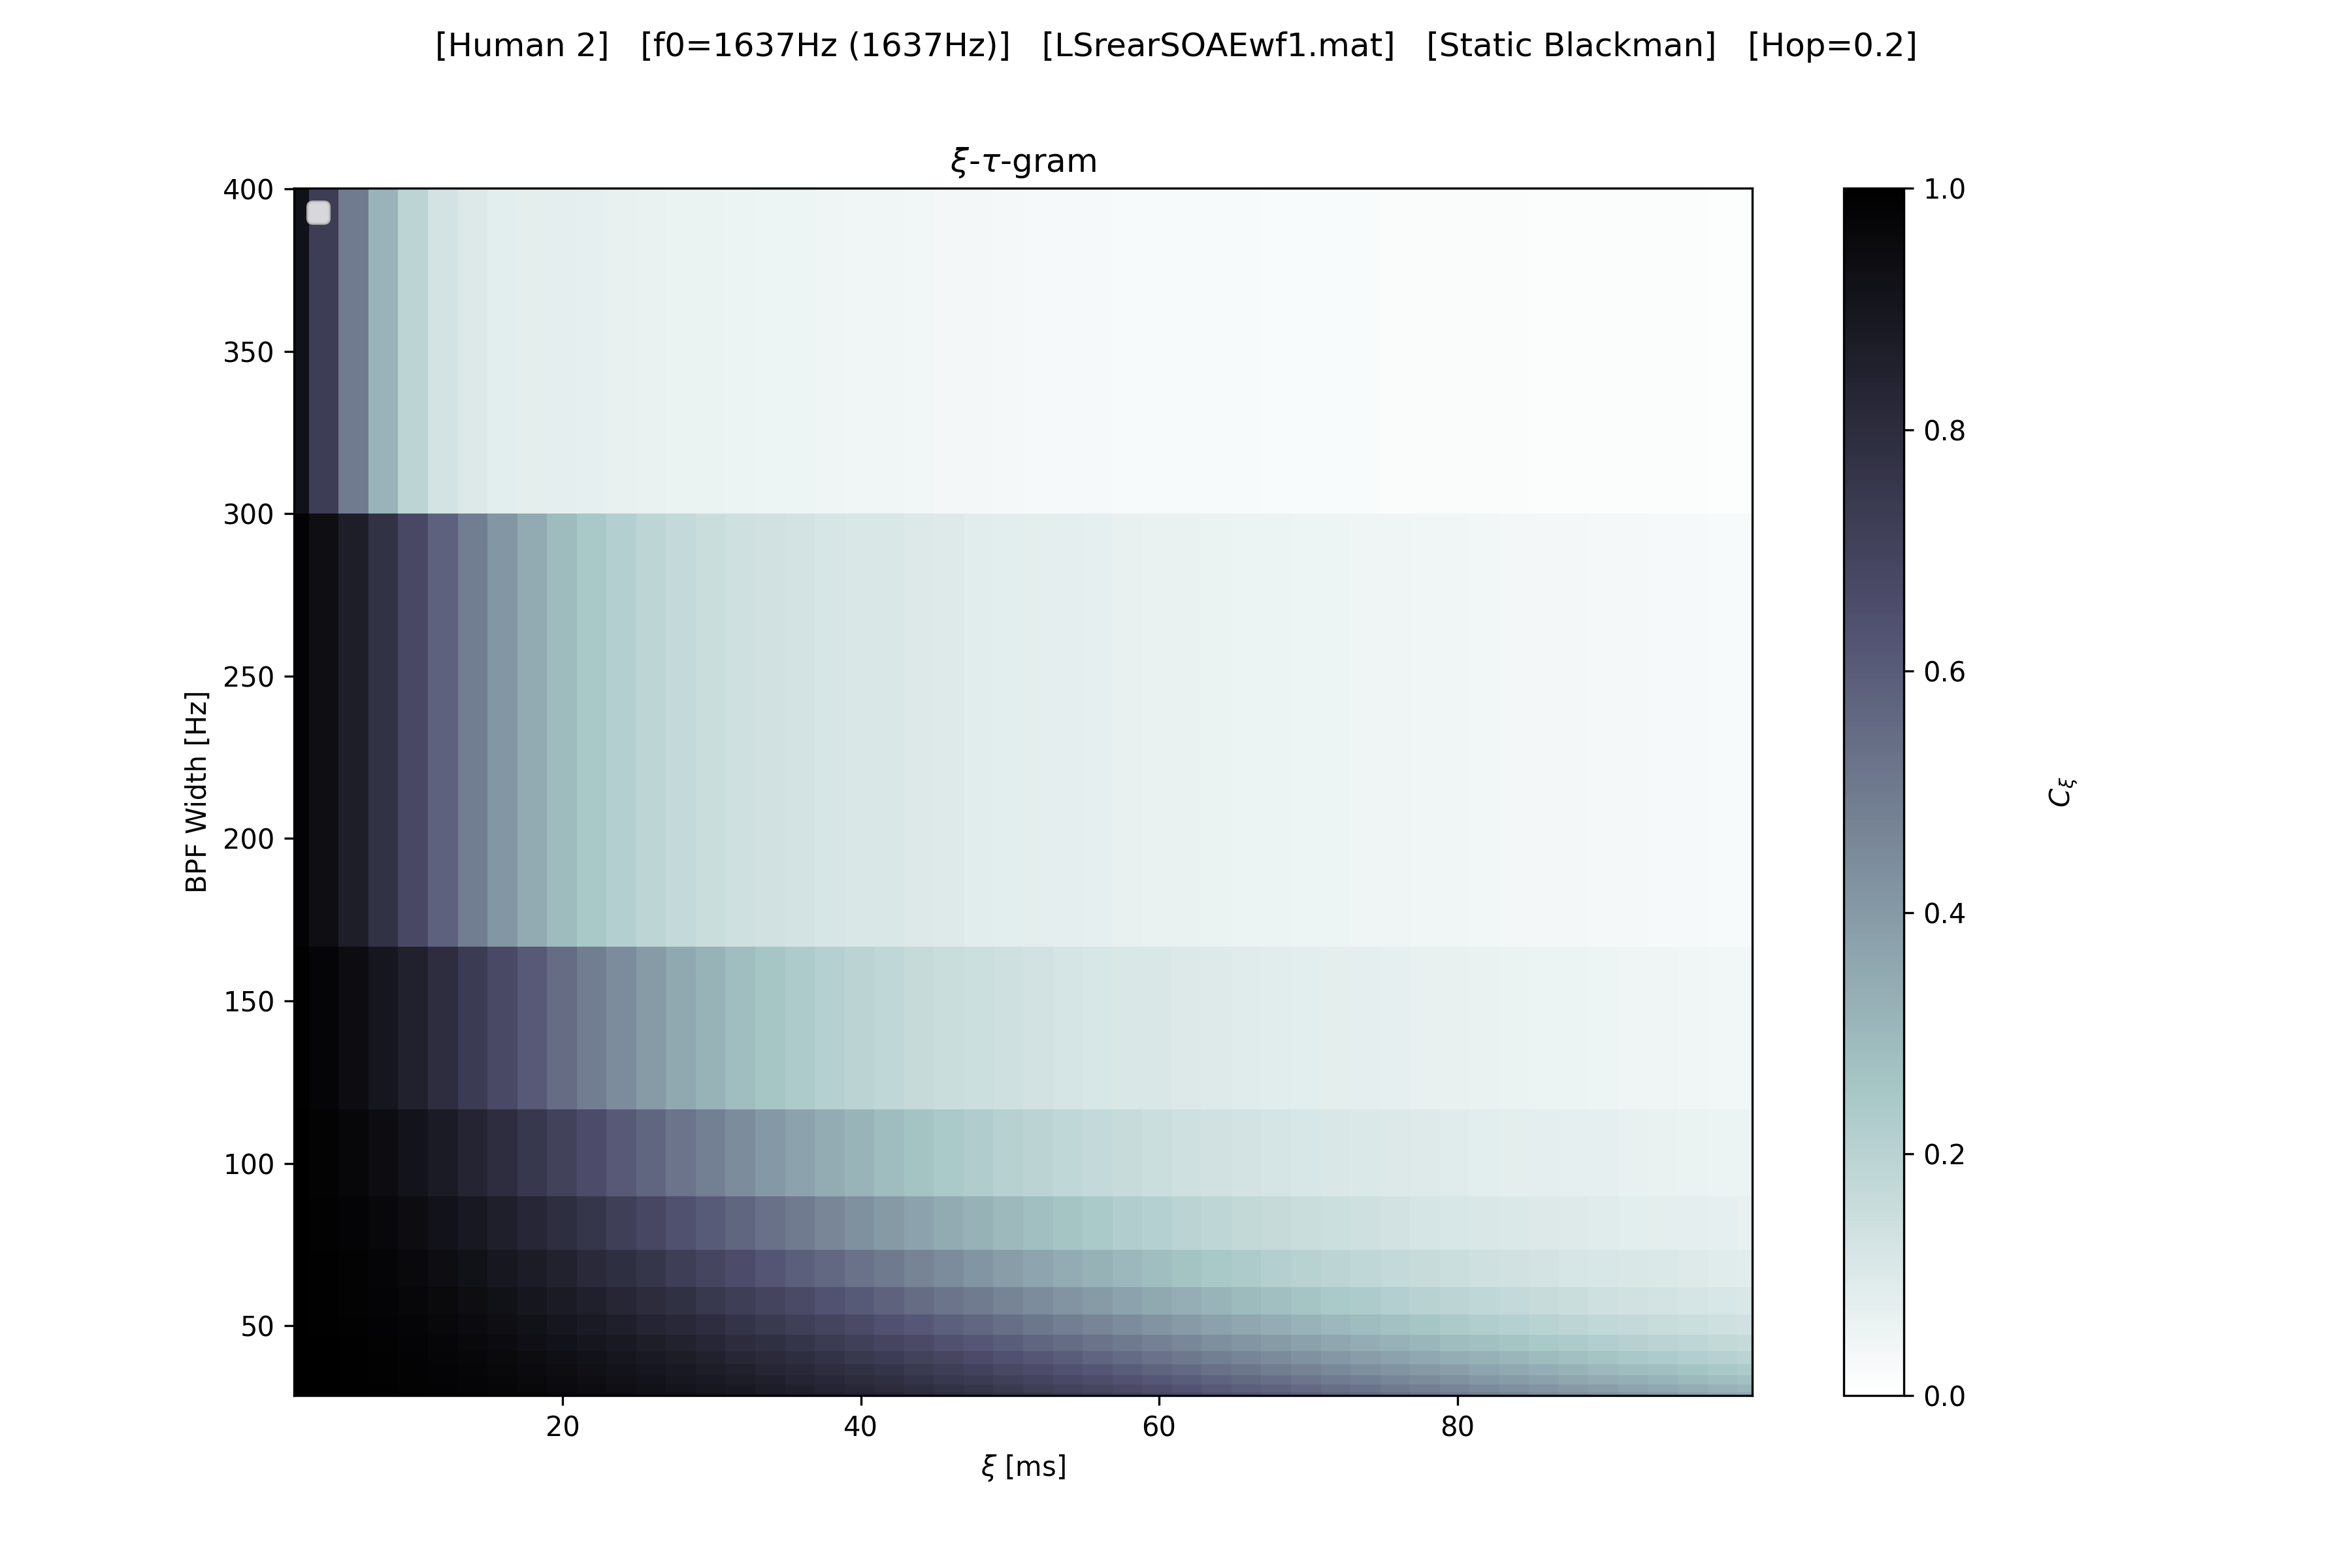 [Human 2]   [f0=1637Hz (1637Hz)]   [LSrearSOAEwf1.mat]   [Static Blackman]   [Hop=0.2]
ξ-τ-gram
400
350
300
250
200
150
100
50
BPF Width [Hz]
20 40 60 80
ξ [ms]
1.0
0.8
0.6
0.4
0.2
0.0
Cξ